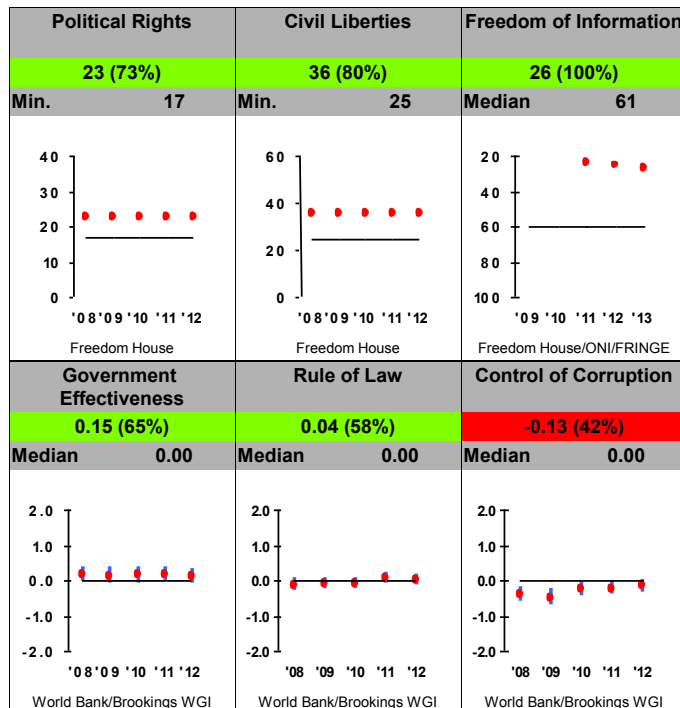 Political Rights
Civil Liberties
Freedom of Information
23 (73%)
36 (80%)
26 (100%)
Min. 17
Min. 25
Median 61
40
30
20
10
0
'08 '09 '10 '11 '12
Freedom House
60
40
20
0
'08 '09 '10 '11 '12
Freedom House
20
40
60
80
100
'09 '10 '11 '12 '13
Freedom House/ONI/FRINGE
Government
Effectiveness
Rule of Law
Control of Corruption
0.15 (65%)
0.04 (58%)
-0.13 (42%)
Median 0.00
Median 0.00
Median 0.00
2.0
1.0
0.0
-1.0
-2.0
'08 '09 '10 '11 '12
World Bank/Brookings WGI
2.0
1.0
0.0
-1.0
-2.0
'08 '09 '10 '11 '12
World Bank/Brookings WGI
2.0
1.0
0.0
-1.0
-2.0
'08 '09 '10 '11 '12
World Bank/Brookings WGI